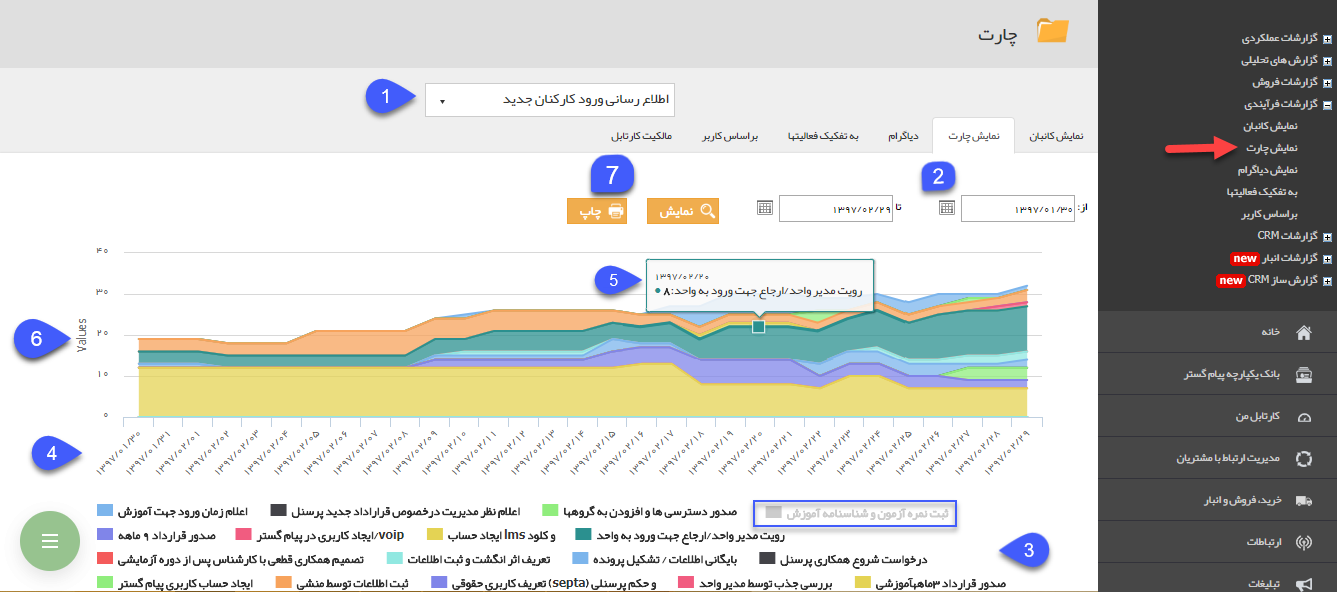 چارت
اطلاع رسانی ورود کارکنان جدید
1
نمایش کانبان
نمایش چارت
دیاگرام
به تفکیک فعالیتها
براساس کاربر
مالکیت کارتابل
2
7
از:
۱۳۹۷/۰۱/۳۰
تا
۱۳۹۷/۰۲/۲۹
نمایش
چاپ
۴۰
۳۰
۲۰
۱۰
۰
Values
5
۱۳۹۷/۰۲/۲۰
رویت مدیر واحد/ارجاع جهت ورود به واحد:۸
6
4
۱۳۹۷/۰۱/۳۰
۱۳۹۷/۰۱/۳۱
۱۳۹۷/۰۲/۰۱
۱۳۹۷/۰۲/۰۲
۱۳۹۷/۰۲/۰۳
۱۳۹۷/۰۲/۰۴
۱۳۹۷/۰۲/۰۵
۱۳۹۷/۰۲/۰۶
۱۳۹۷/۰۲/۰۷
۱۳۹۷/۰۲/۰۸
۱۳۹۷/۰۲/۰۹
۱۳۹۷/۰۲/۱۰
۱۳۹۷/۰۲/۱۱
۱۳۹۷/۰۲/۱۲
۱۳۹۷/۰۲/۱۳
۱۳۹۷/۰۲/۱۴
۱۳۹۷/۰۲/۱۵
۱۳۹۷/۰۲/۱۶
۱۳۹۷/۰۲/۱۷
۱۳۹۷/۰۲/۱۸
۱۳۹۷/۰۲/۱۹
۱۳۹۷/۰۲/۲۰
۱۳۹۷/۰۲/۲۱
۱۳۹۷/۰۲/۲۲
۱۳۹۷/۰۲/۲۳
۱۳۹۷/۰۲/۲۴
۱۳۹۷/۰۲/۲۵
۱۳۹۷/۰۲/۲۶
۱۳۹۷/۰۲/۲۷
۱۳۹۷/۰۲/۲۸
۱۳۹۷/۰۲/۲۹
ثبت نمره آزمون و شناسنامه آموزش
صدور دسترسی ها و افزودن به گروهها
اعلام نظر مدیریت درخصوص قراراداد جدید پرسنل
اعلام زمان ورود جهت آموزش
رویت مدیر واحد/ارجاع جهت ورود به واحد
و کلود lms ایجاد حساب
voip/ایجاد کاربری در پیام گستر
صدور قرارداد ۹ ماهه
3
درخواست شروع همکاری پرسنل
بایگانی اطلاعات / تشکیل پرونده
تعریف اثر انگشت و ثبت اطلاعات
تصمیم همکاری قطعی با کارشناس پس از دوره آزمایشی
صدور قرارداد ۳ماههآموزشی
بررسی جذب توسط مدیر واحد
و حکم پرسنلی (septa) تعریف کاربری حقوقی
ثبت اطلاعات توسط منشی
ایجاد حساب کاربری پیام گستر
گزارشات عملکردی
گزارش های تحلیلی
گزارشات فروش
گزارشات فرآیندی
نمایش کانبان
نمایش چارت
نمایش دیاگرام
به تفکیک فعالیتها
براساس کاربر
گزارشات CRM
گزارشات انبار new
گزارش ساز CRM new
خانه
بانک یکپارچه پیام گستر
کارتابل من
مدیریت ارتباط با مشتریان
خرید، فروش و انبار
ارتباطات
تبلیغات